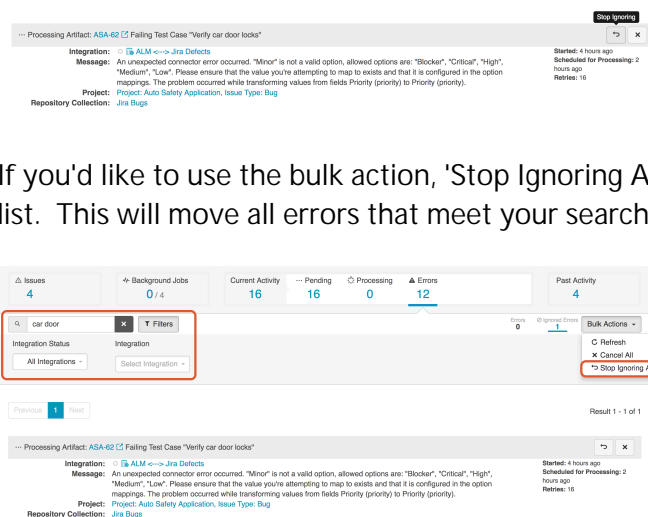 Stop Ignoring
··· Processing Artifact: ASA-62 Failing Test Case "Verify car door locks"
Integration: ALM <---> Jira Defects
Message: An unexpected connector error occurred. "Minor" is not a valid option, allowed options are: "Blocker", "Critical", "High",
"Medium", "Low". Please ensure that the value you're attempting to map to exists and that it is configured in the option
mappings. The problem occurred while transforming values from fields Priority (priority) to Priority (priority).
Project: Project: Auto Safety Application, Issue Type: Bug
Repository Collection: Jira Bugs
Started: 4 hours ago
Scheduled for Processing: 2
hours ago
Retries: 16
If you'd like to use the bulk action, 'Stop Ignoring A
list. This will move all errors that meet your search
Issues
4
Background Jobs
0 / 4
Current Activity
16
··· Pending
16
Processing
0
Errors
12
Past Activity
4
car door
Filters
Integration Status
Integration
All Integrations
Select Integration
Errors
0
Ignored Errors
1
Bulk Actions
Refresh
Cancel All
Stop Ignoring A
Previous 1 Next
Result 1 - 1 of 1
··· Processing Artifact: ASA-62 Failing Test Case "Verify car door locks"
Integration: ALM <---> Jira Defects
Message: An unexpected connector error occurred. "Minor" is not a valid option, allowed options are: "Blocker", "Critical", "High",
"Medium", "Low". Please ensure that the value you're attempting to map to exists and that it is configured in the option
mappings. The problem occurred while transforming values from fields Priority (priority) to Priority (priority).
Project: Project: Auto Safety Application, Issue Type: Bug
Repository Collection: Jira Bugs
Started: 4 hours ago
Scheduled for Processing: 2
hours ago
Retries: 16